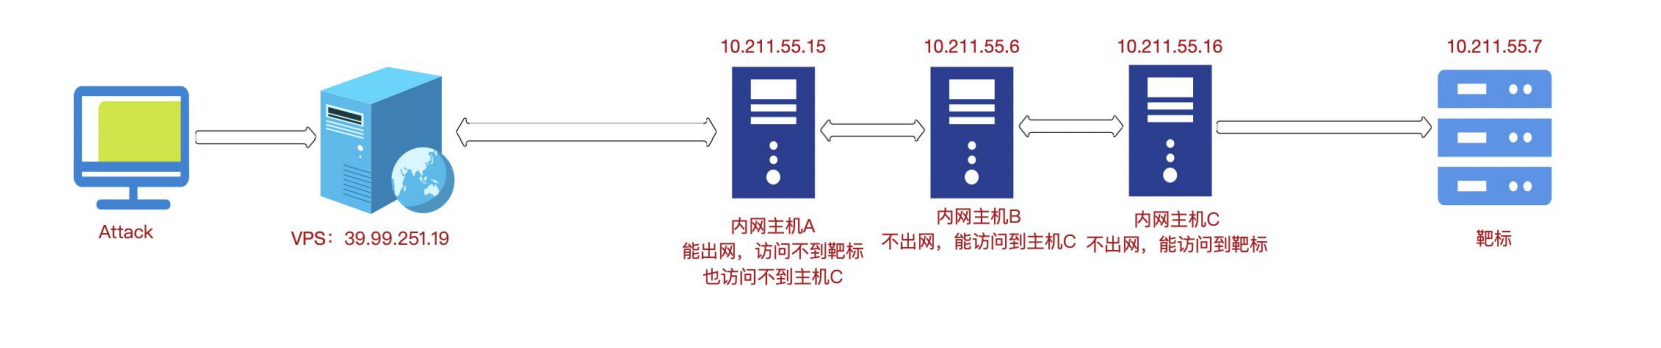 10.211.55.15
10.211.55.6
10.211.55.16
10.211.55.7
Attack
VPS：39.99.251.19
内网主机A
能出网，访问不到靶标
也访问不到主机C
内网主机B
不出网，能访问到主机C
内网主机C
不出网，能访问到靶标
靶标